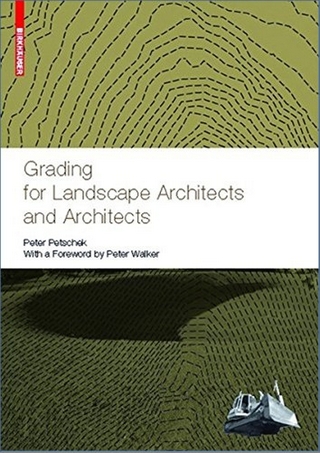 BIRKHÄUSER
Grading
for Landscape Architects
and Architects
Peter Petschek
With a Foreword by Peter Walker